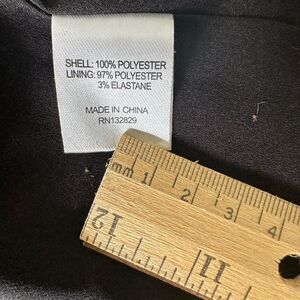 SHELL: 100% POLYESTER
LINING: 97% POLYESTER
3% ELASTANE
MADE IN CHINA
RN132829
mm 1 2 3 4
12 11